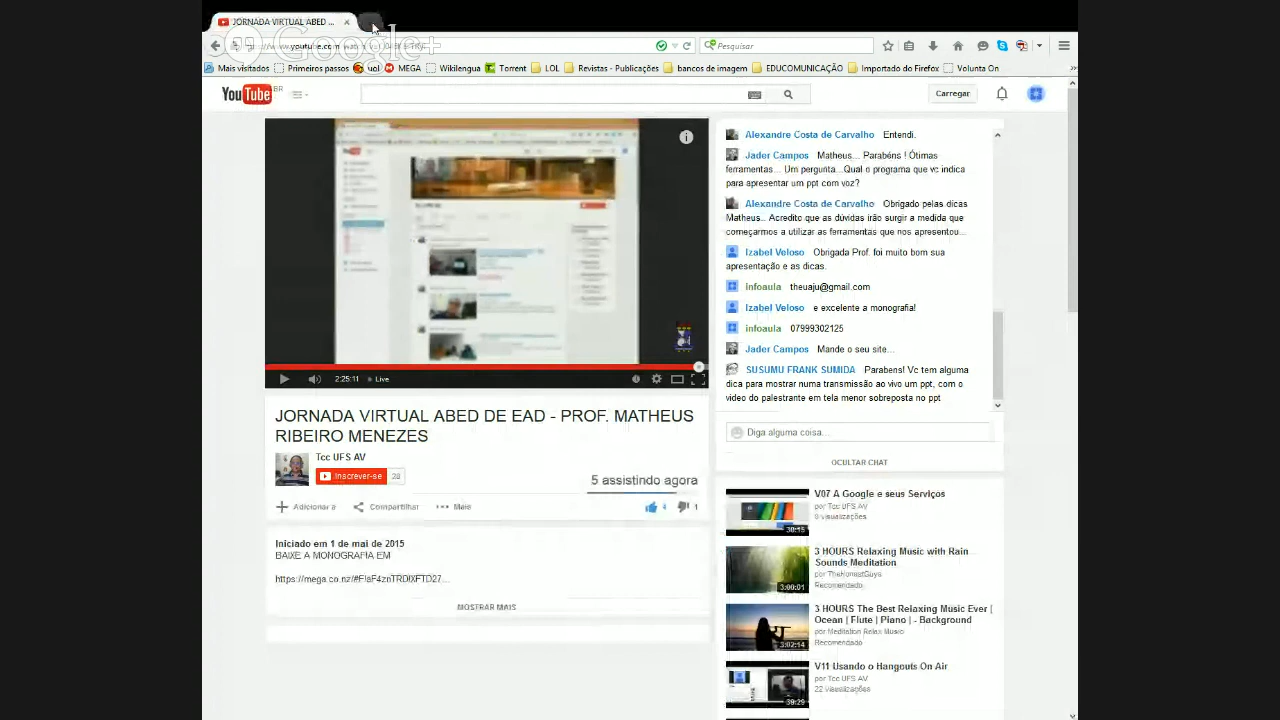 JORNADA VIRTUAL ABED ...
Google+
Pesquisar
Mais visitados
Primeiros passos
uol
MEGA
Wikilengua
Torrent
LOL
Revistas - Publicações
bancos de imagem
EDUCOMUNICAÇÃO
Importado do Firefox
Volunta On
YouTube BR
Carregar
Alexandre Costa de Carvalho Entendi.
Jader Campos Matheus... Parabéns ! Ótimas
ferramentas... Um pergunta...Qual o programa que vc indica
para apresentar um ppt com voz?
Alexandre Costa de Carvalho Obrigado pelas dicas
Matheus.. Acredito que as dúvidas irão surgir a medida que
começarmos a utilizar as ferramentas que nos apresentou...
Izabel Veloso Obrigada Prof. foi muito bom sua
apresentação e as dicas.
infoaula theuaju@gmail.com
Izabel Veloso e excelente a monografia!
infoaula 07999302125
Jader Campos Mande o seu site...
SUSUMU FRANK SUMIDA Parabens! Vc tem alguma
dica para mostrar numa transmissão ao vivo um ppt, com o
video do palestrante em tela menor sobreposta no ppt
Diga alguma coisa...
OCULTAR CHAT
2:25:11 Live
JORNADA VIRTUAL ABED DE EAD - PROF. MATHEUS
RIBEIRO MENEZES
Tcc UFS AV
Inscrever-se 28
5 assistindo agora
Adicionar a
Compartilhar
Mais
4
1
Iniciado em 1 de mai de 2015
BAIXE A MONOGRAFIA EM
MOSTRAR MAIS
V07 A Google e seus Serviços
por Tcc UFS AV
visualizações
30:15
3 HOURS Relaxing Music with Rain
Sounds Meditation
por TheHonestGuys
Recomendado
3:00:01
3 HOURS The Best Relaxing Music Ever |
Ocean | Flute | Piano | - Background
por Meditation Relax Music
Recomendado
3:02:14
V11 Usando o Hangouts On Air
por Tcc UFS AV
22 visualizações
39:29